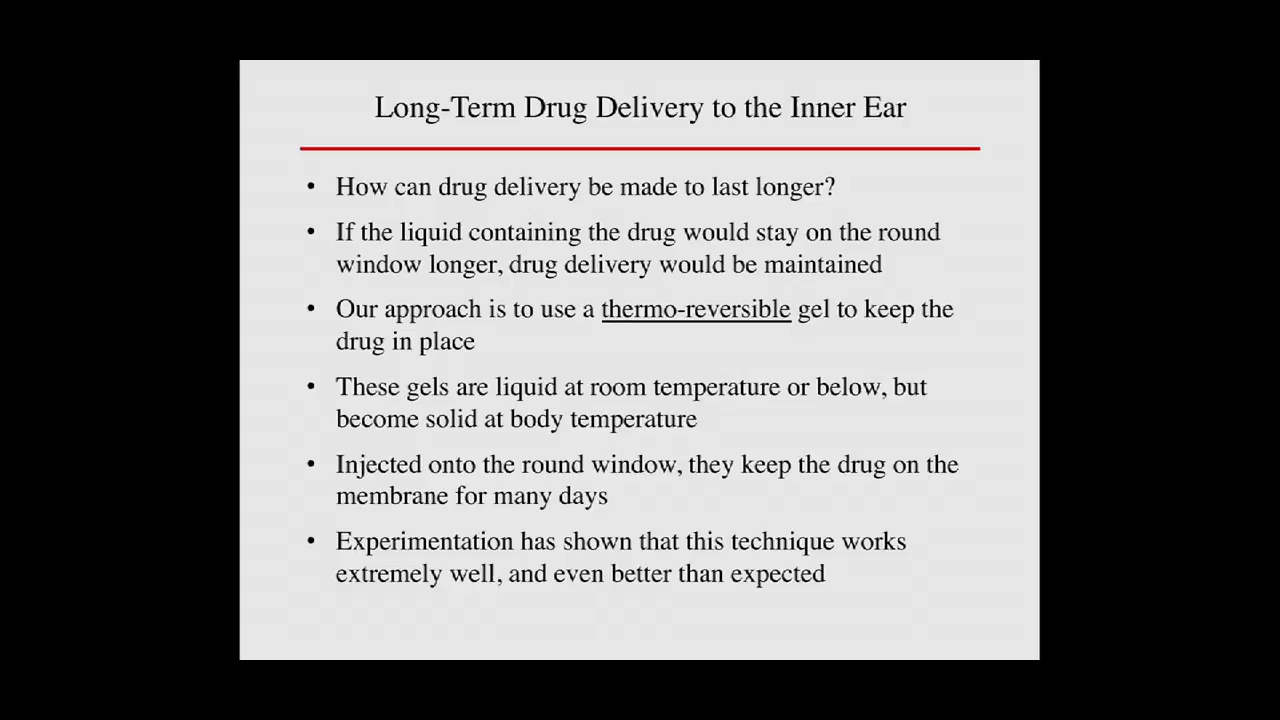 Long-Term Drug Delivery to the Inner Ear
• How can drug delivery be made to last longer?
• If the liquid containing the drug would stay on the round
window longer, drug delivery would be maintained
• Our approach is to use a thermo-reversible gel to keep the
drug in place
• These gels are liquid at room temperature or below, but
become solid at body temperature
• Injected onto the round window, they keep the drug on the
membrane for many days
• Experimentation has shown that this technique works
extremely well, and even better than expected